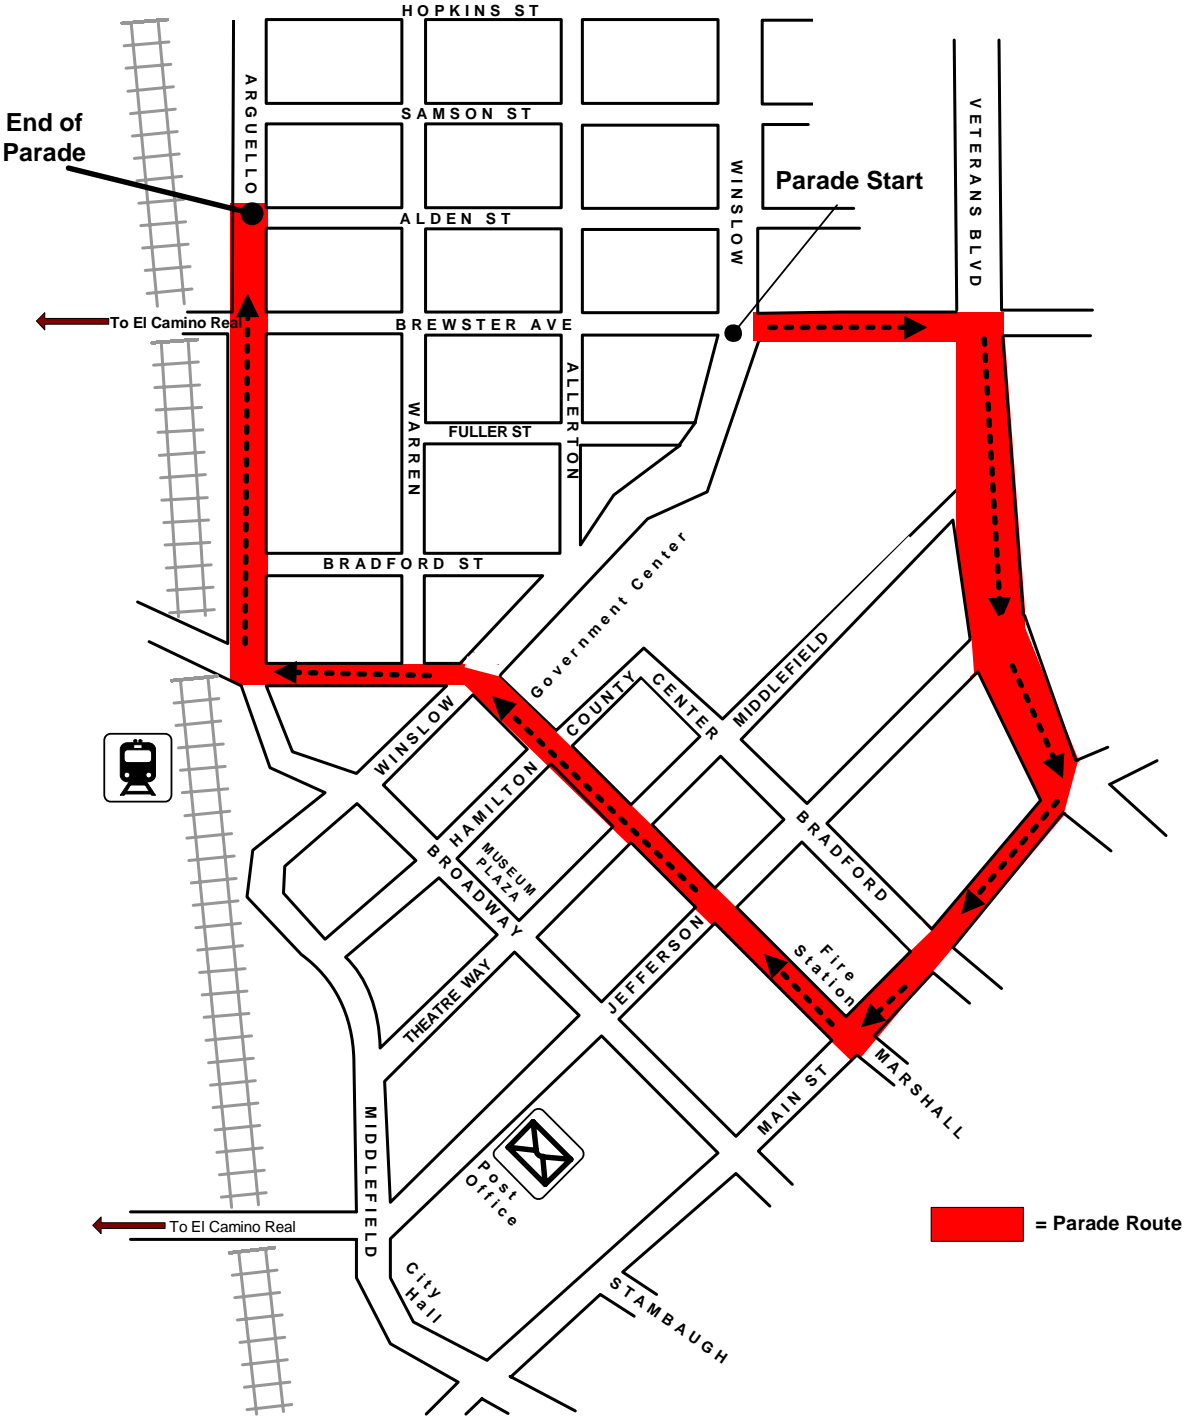 HOPKINS ST
ARGUELLO
SAMSON ST
End of
Parade
WINSLOW
VETERANS BLVD
Parade Start
ALDEN ST
To El Camino Real
BREWSTER AVE
ALLERTON
WARREN
FULLER ST
BRADFORD ST
Government Center
COUNTY
CENTER
MIDDLEFIELD
WINSLOW
HAMILTON
BROADWAY
MUSEUM
PLAZA
BRADFORD
JEFFERSON
Fire
Station
THEATRE WAY
MAIN ST
MARSHALL
MIDDLEFIELD
Post
Office
To El Camino Real
= Parade Route
City
Hall
STAMBAUGH